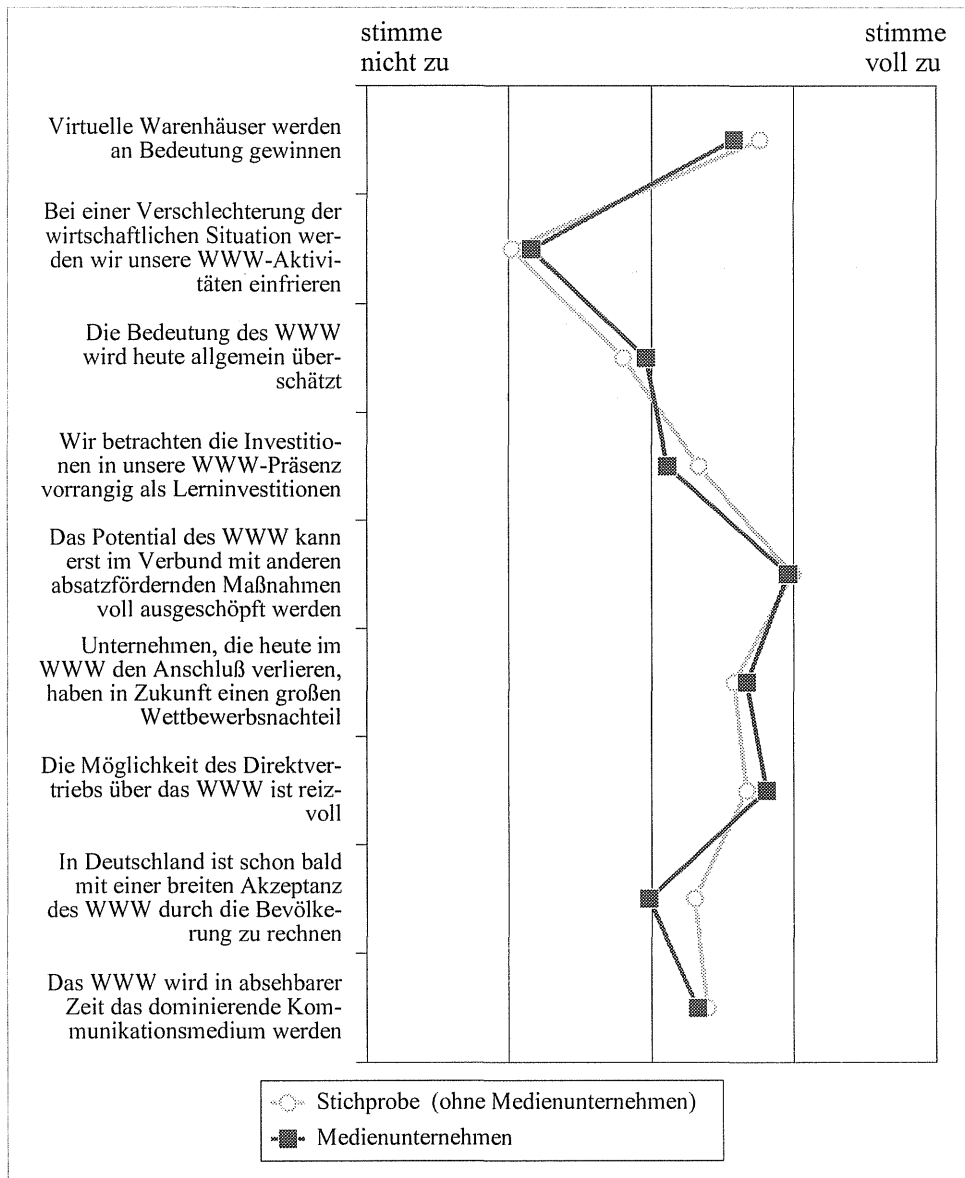 stimme nicht zu
stimme voll zu
Virtuelle Warenhäuser werden
an Bedeutung gewinnen
Bei einer Verschlechterung der
wirtschaftlichen Situation wer-
den wir unsere WWW-Aktivi-
täten einfrieren
Die Bedeutung des WWW
wird heute allgemein über-
schätzt
Wir betrachten die Investitio-
nen in unsere WWW-Präsenz
vorrangig als Lerninvestitionen
Das Potential des WWW kann
erst im Verbund mit anderen
absatzfördernden Maßnahmen
voll ausgeschöpft werden
Unternehmen, die heute im
WWW den Anschluß verlieren,
haben in Zukunft einen großen
Wettbewerbsnachteil
Die Möglichkeit des Direktver-
triebs über das WWW ist reiz-
voll
In Deutschland ist schon bald
mit einer breiten Akzeptanz
des WWW durch die Bevölke-
rung zu rechnen
Das WWW wird in absehbarer
Zeit das dominierende Kom-
munikationsmedium werden
Stichprobe (ohne Medienunternehmen)
Medienunternehmen